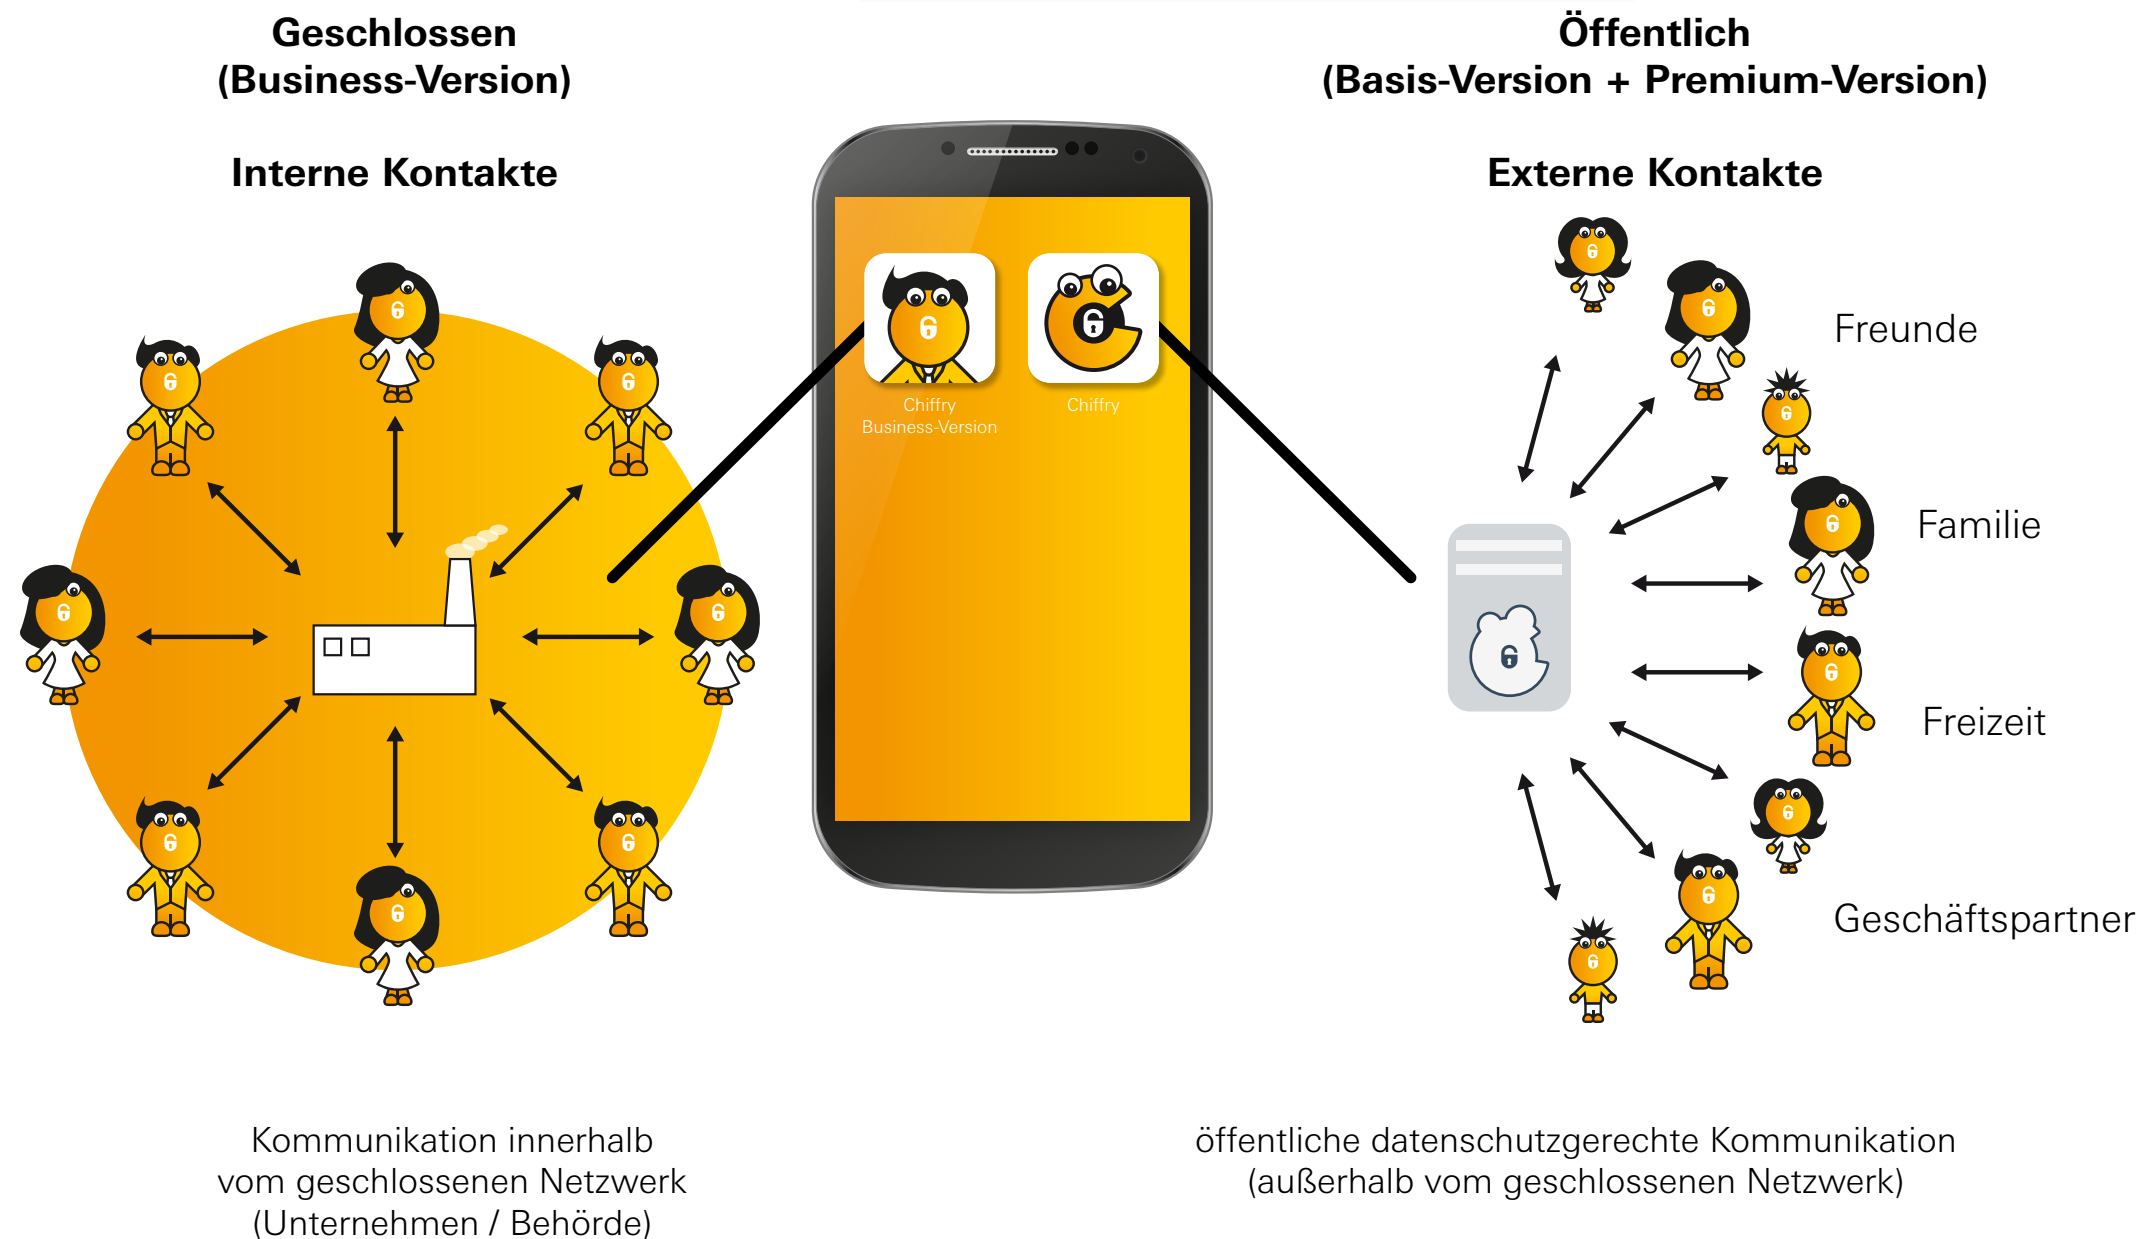 Geschlossen
(Business-Version)
Interne Kontakte
Chiffry
Business-Version
Chiffry
Öffentlich
(Basis-Version + Premium-Version)
Externe Kontakte
Freunde
Familie
Freizeit
Geschäftspartner
Kommunikation innerhalb
vom geschlossenen Netzwerk
(Unternehmen / Behörde)
öffentliche datenschutzgerechte Kommunikation
(außerhalb vom geschlossenen Netzwerk)